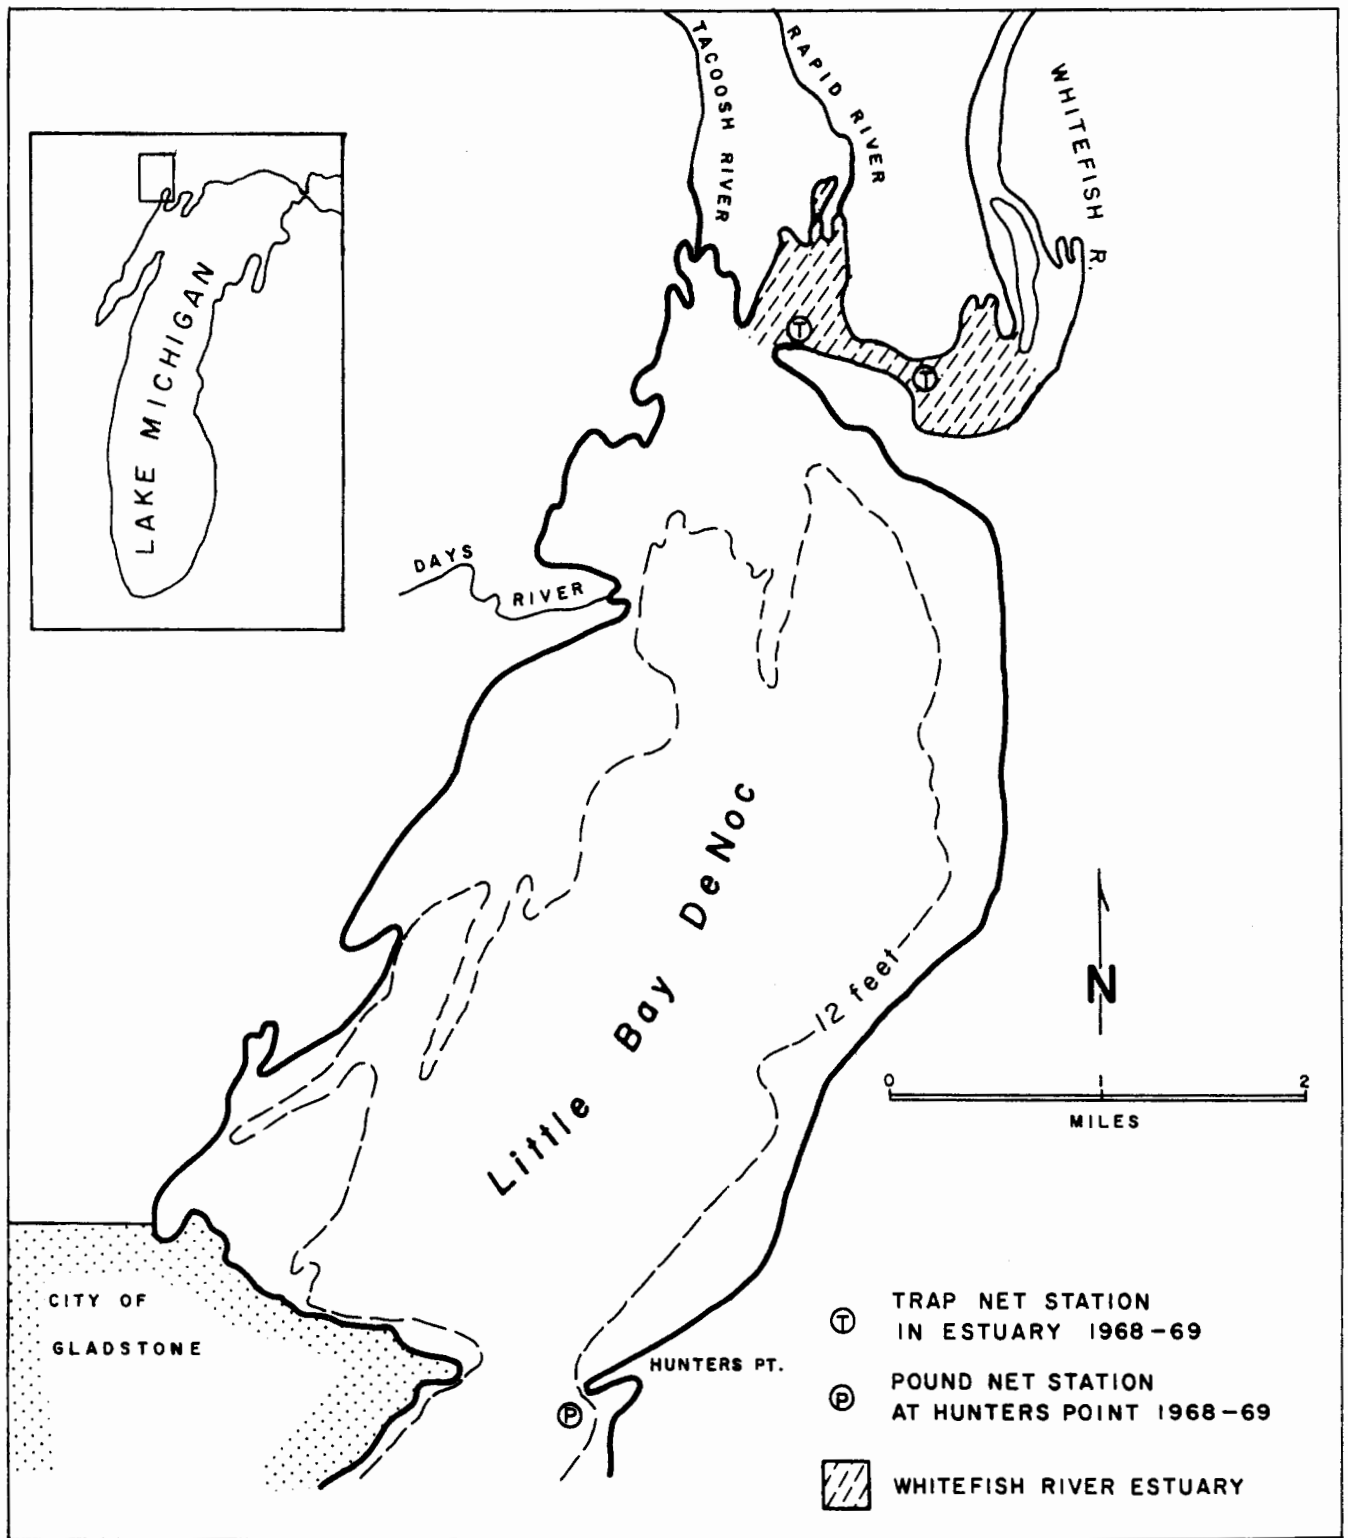 TACOOSH RIVER
RAPID RIVER
WHITEFISH R.
LAKE MICHIGAN
T
T
DAYS
RIVER
Little Bay De Noc
12 feet
N
0 2
MILES
CITY OF
GLADSTONE
HUNTERS PT.
P
T TRAP NET STATION
IN ESTUARY 1968-69
P POUND NET STATION
AT HUNTERS POINT 1968-69
WHITEFISH RIVER ESTUARY